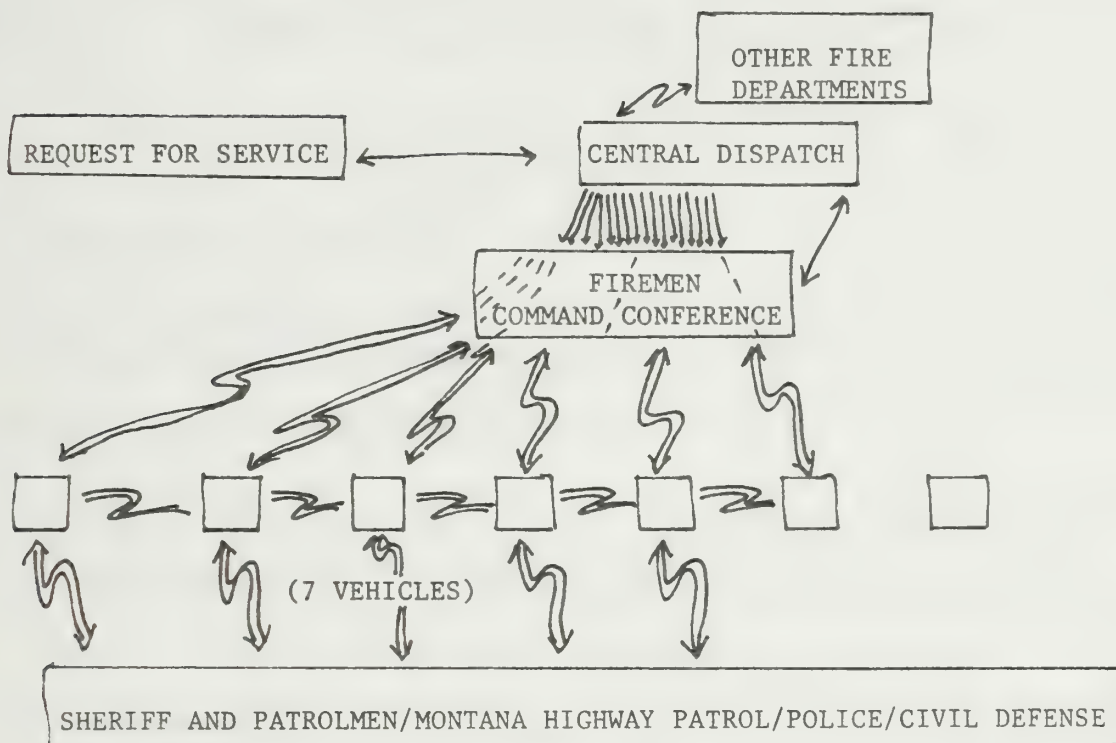 OTHER FIRE
DEPARTMENTS
REQUEST FOR SERVICE
CENTRAL DISPATCH
FIREMEN
COMMAND CONFERENCE
(7 VEHICLES)
SHERIFF AND PATROLMEN/MONTANA HIGHWAY PATROL/POLICE/CIVIL DEFENSE